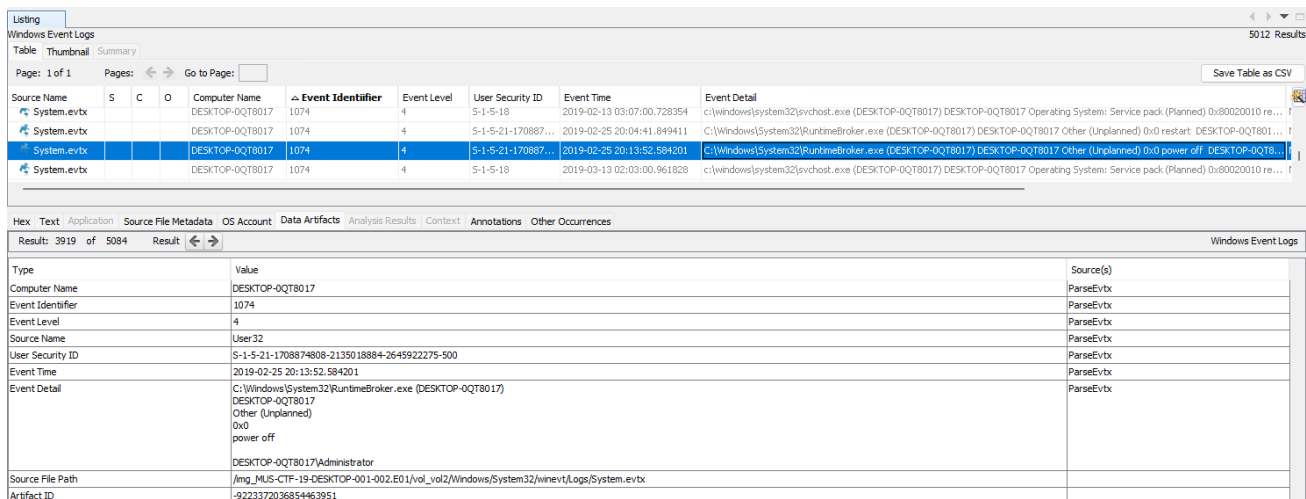 Listing
Windows Event Logs 5012 Results
Table Thumbnail Summary
Page: 1 of 1 Pages: Go to Page: Save Table as CSV
Source Name S C O Computer Name Event Identiifier Event Level User Security ID Event Time Event Detail
System.evtx DESKTOP-0QT8017 1074 4 S-1-5-18 2019-02-13 03:07:00.728354 c:\windows\system32\svchost.exe (DESKTOP-0QT8017) DESKTOP-0QT8017 Operating System: Service pack (Planned) 0x80020010 re...
System.evtx DESKTOP-0QT8017 1074 4 S-1-5-21-170887... 2019-02-25 20:04:41.849411 C:\Windows\System32\RuntimeBroker.exe (DESKTOP-0QT8017) DESKTOP-0QT8017 Other (Unplanned) 0x0 restart DESKTOP-0QT801...
System.evtx DESKTOP-0QT8017 1074 4 S-1-5-21-170887... 2019-02-25 20:13:52.584201 C:\Windows\System32\RuntimeBroker.exe (DESKTOP-0QT8017) DESKTOP-0QT8017 Other (Unplanned) 0x0 power off DESKTOP-0QT8...
System.evtx DESKTOP-0QT8017 1074 4 S-1-5-18 2019-03-13 02:03:00.961828 c:\windows\system32\svchost.exe (DESKTOP-0QT8017) DESKTOP-0QT8017 Operating System: Service pack (Planned) 0x80020010 re...
Hex Text Application Source File Metadata OS Account Data Artifacts Analysis Results Context Annotations Other Occurrences
Result: 3919 of 5084 Result Windows Event Logs
Type Value Source(s)
Computer Name DESKTOP-0QT8017 ParseEvtx
Event Identiifier 1074 ParseEvtx
Event Level 4 ParseEvtx
Source Name User32 ParseEvtx
User Security ID S-1-5-21-1708874808-2135018884-2645922275-500 ParseEvtx
Event Time 2019-02-25 20:13:52.584201 ParseEvtx
Event Detail C:\Windows\System32\RuntimeBroker.exe (DESKTOP-0QT8017) ParseEvtx
DESKTOP-0QT8017
Other (Unplanned)
0x0
power off
DESKTOP-0QT8017\Administrator
Source File Path /img_MUS-CTF-19-DESKTOP-001-002.E01/vol_vol2/Windows/System32/winevt/Logs/System.evtx
Artifact ID -9223372036854463951